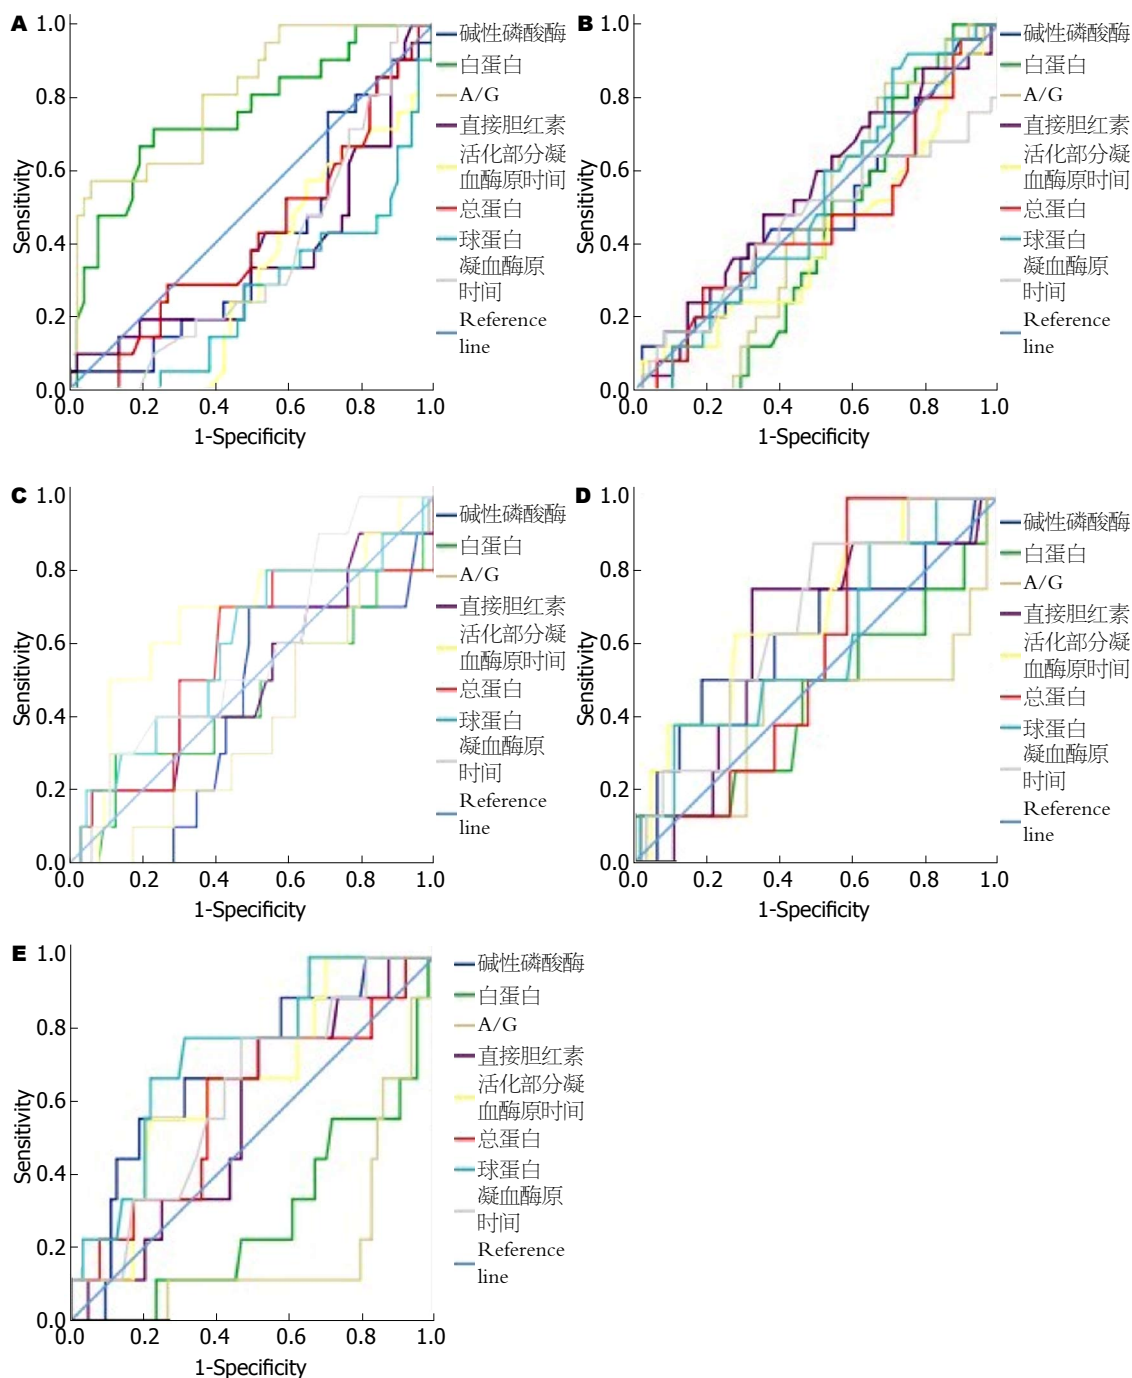 A
1.0
0.8
0.6
0.4
0.2
0.0
Sensitivity
0.0 0.2 0.4 0.6 0.8 1.0
1-Specificity
碱性磷酸酶
白蛋白
A/G
直接胆红素
活化部分凝
血酶原时间
总蛋白
球蛋白
凝血酶原
时间
Reference
line
B
1.0
0.8
0.6
0.4
0.2
0.0
Sensitivity
0.0 0.2 0.4 0.6 0.8 1.0
1-Specificity
碱性磷酸酶
白蛋白
A/G
直接胆红素
活化部分凝
血酶原时间
总蛋白
球蛋白
凝血酶原
时间
Reference
line
C
1.0
0.8
0.6
0.4
0.2
0.0
Sensitivity
0.0 0.2 0.4 0.6 0.8 1.0
1-Specificity
碱性磷酸酶
白蛋白
A/G
直接胆红素
活化部分凝
血酶原时间
总蛋白
球蛋白
凝血酶原
时间
Reference
line
D
1.0
0.8
0.6
0.4
0.2
0.0
Sensitivity
0.0 0.2 0.4 0.6 0.8 1.0
1-Specificity
碱性磷酸酶
白蛋白
A/G
直接胆红素
活化部分凝
血酶原时间
总蛋白
球蛋白
凝血酶原
时间
Reference
line
E
1.0
0.8
0.6
0.4
0.2
0.0
Sensitivity
0.0 0.2 0.4 0.6 0.8 1.0
1-Specificity
碱性磷酸酶
白蛋白
A/G
直接胆红素
活化部分凝
血酶原时间
总蛋白
球蛋白
凝血酶原
时间
Reference
line